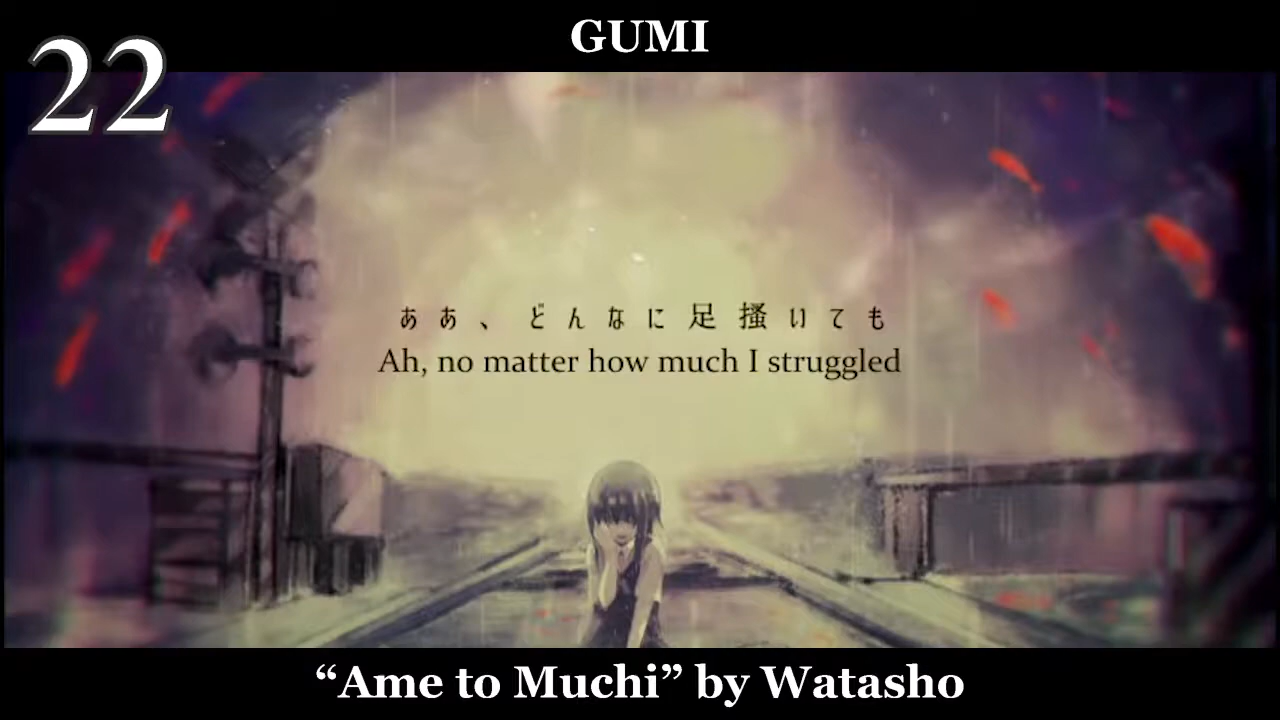 GUMI
22
ああ、どんなに足掻いても
Ah, no matter how much I struggled
“Ame to Muchi” by Watasho